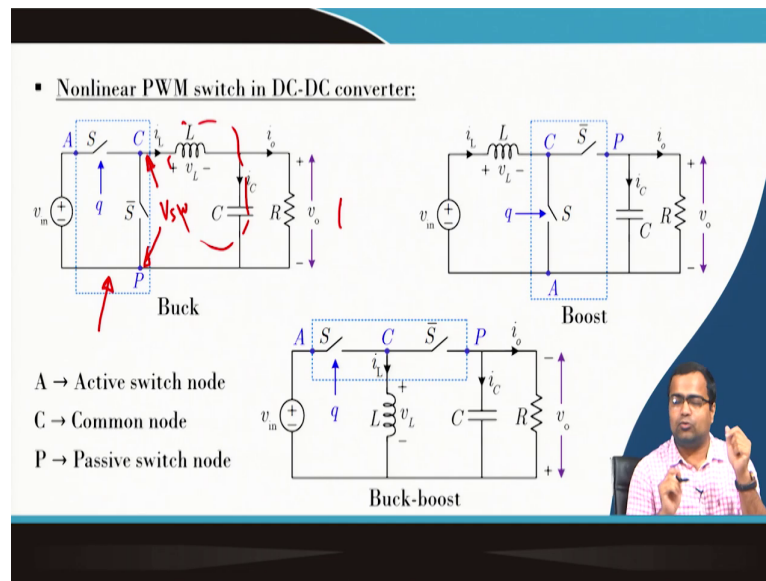 ▪ Nonlinear PWM switch in DC-DC converter:
A S C i_L L i_o
+ v_L -
+
v_in q S̅ Vsw C i_C R v_o
-
P
Buck
i_L L C S̅ P i_o
+ v_L -
+
v_in q S i_C C R v_o
-
A
Boost
A S C S̅ P i_o
i_L i_C
+ -
v_in q L v_L C R v_o
- +
Buck-boost
A → Active switch node
C → Common node
P → Passive switch node